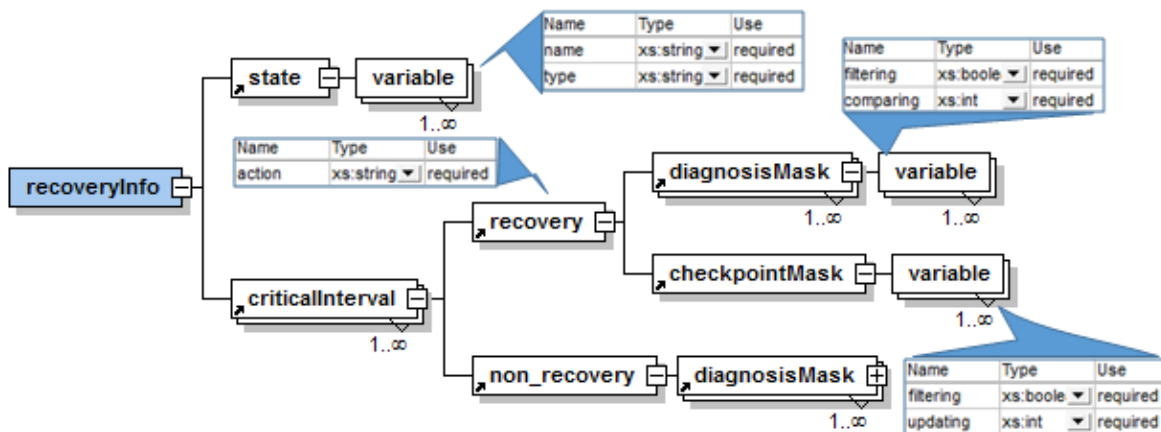 Name Type Use
name xs:string required
type xs:string required
state
variable
1..∞
Name Type Use
filtering xs:boole required
comparing xs:int required
Name Type Use
action xs:string required
recoveryInfo
diagnosisMask
1..∞
variable
1..∞
recovery
checkpointMask
variable
1..∞
criticalInterval
1..∞
non_recovery
diagnosisMask
1..∞
Name Type Use
filtering xs:boole required
updating xs:int required